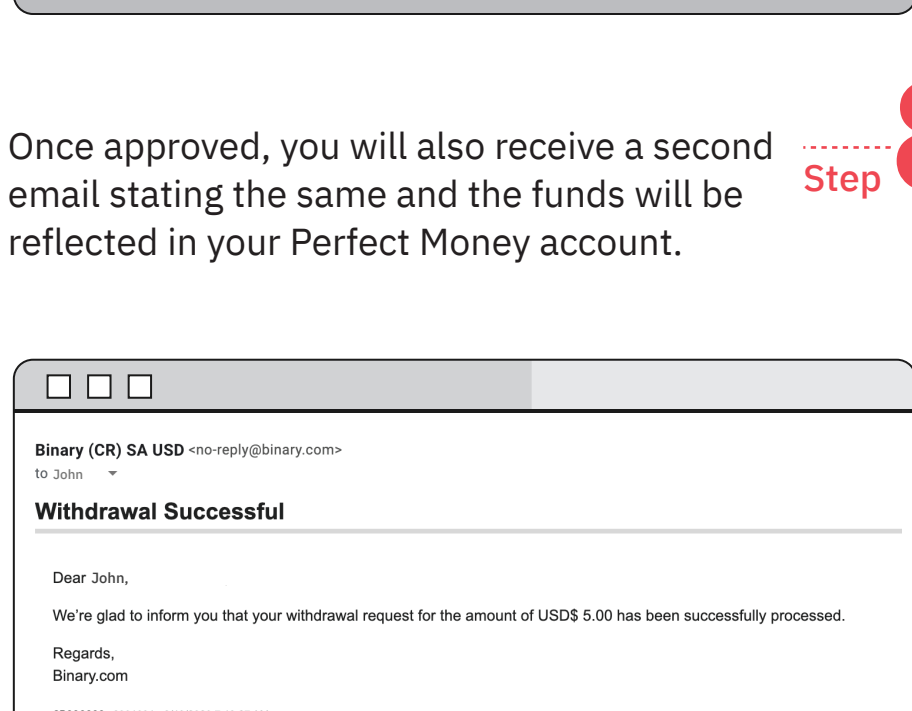 Once approved, you will also receive a second
email stating the same and the funds will be
reflected in your Perfect Money account.
Step
Binary (CR) SA USD <no-reply@binary.com>
to John
Withdrawal Successful
Dear John,
We're glad to inform you that your withdrawal request for the amount of USD$ 5.00 has been successfully processed.
Regards,
Binary.com